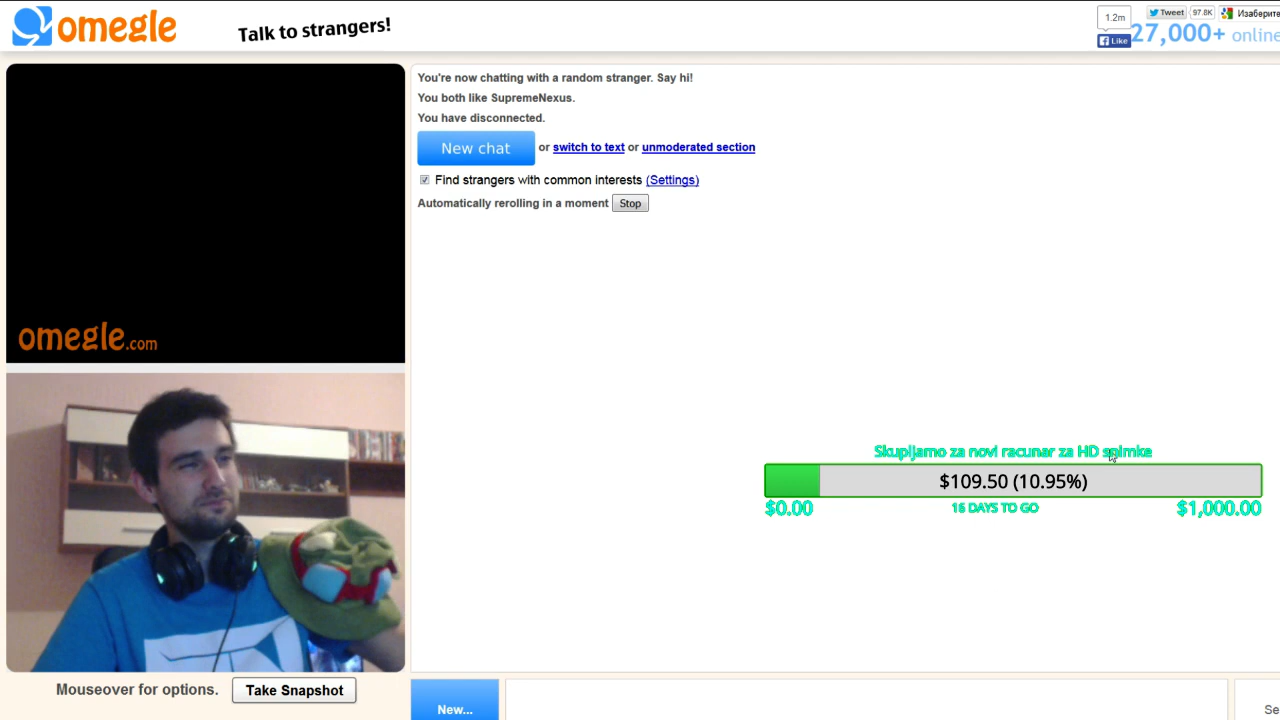 omegle
Talk to strangers!
1.2m
Tweet
97.8K
Изаберите
Like
27,000+ online
You're now chatting with a random stranger. Say hi!
You both like SupremeNexus.
You have disconnected.
New chat or switch to text or unmoderated section
Find strangers with common interests (Settings)
Automatically rerolling in a moment Stop
omegle.com
Skupljamo za novi racunar za HD snimke
$109.50 (10.95%)
$0.00 16 DAYS TO GO $1,000.00
Mouseover for options. Take Snapshot
New...
Se